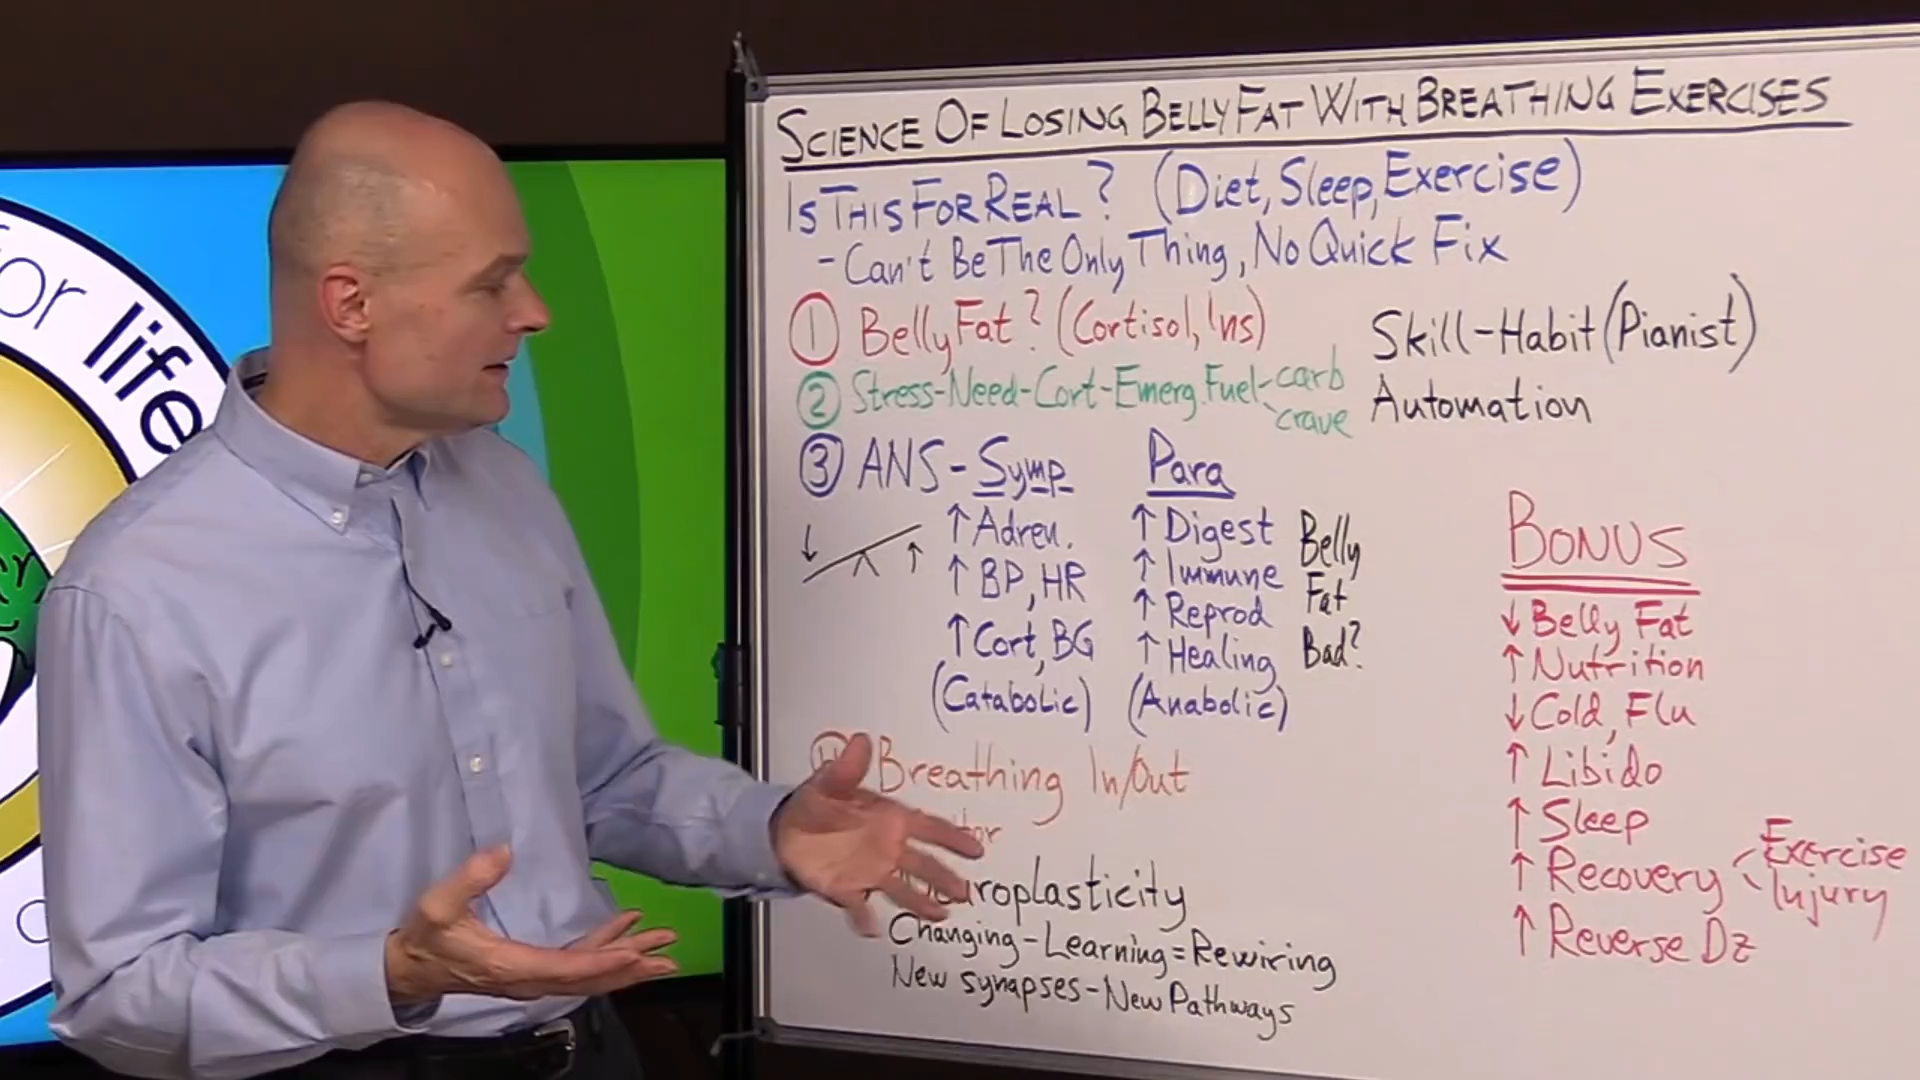 for life
SCIENCE OF LOSING BELLY FAT WITH BREATHING EXERCISES
IS THIS FOR REAL? (Diet, Sleep, Exercise)
- Can't Be The Only Thing, No Quick Fix
① Belly Fat? (Cortisol, Ins)
② Stress-Need-Cort-Emerg.Fuel-carb
crave
Skill-Habit (Pianist)
Automation
③ ANS - Symp
↑ Adren.
↑ BP, HR
↑ Cort, BG
(Catabolic)
Para
↑ Digest
↑ Immune
↑ Reprod
↑ Healing
(Anabolic)
Belly
Fat
Bad?
Breathing In/Out
Changing - Learning = Rewiring
New synapses - New Pathways
BONUS
↓ Belly Fat
↑ Nutrition
↓ Cold, Flu
↑ Libido
↑ Sleep
↑ Recovery
Exercise
Injury
↑ Reverse Dz